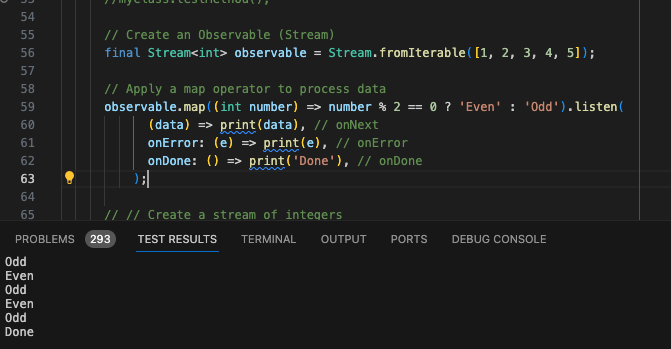 53 //myclass.testMethod();
54
55 // Create an Observable (Stream)
56 final Stream<int> observable = Stream.fromIterable([1, 2, 3, 4, 5]);
57
58 // Apply a map operator to process data
59 observable.map((int number) => number % 2 == 0 ? 'Even' : 'Odd').listen(
60 (data) => print(data), // onNext
61 onError: (e) => print(e), // onError
62 onDone: () => print('Done'), // onDone
63 );
64
65 // // Create a stream of integers
PROBLEMS 293 TEST RESULTS TERMINAL OUTPUT PORTS DEBUG CONSOLE
Odd
Even
Odd
Even
Odd
Done